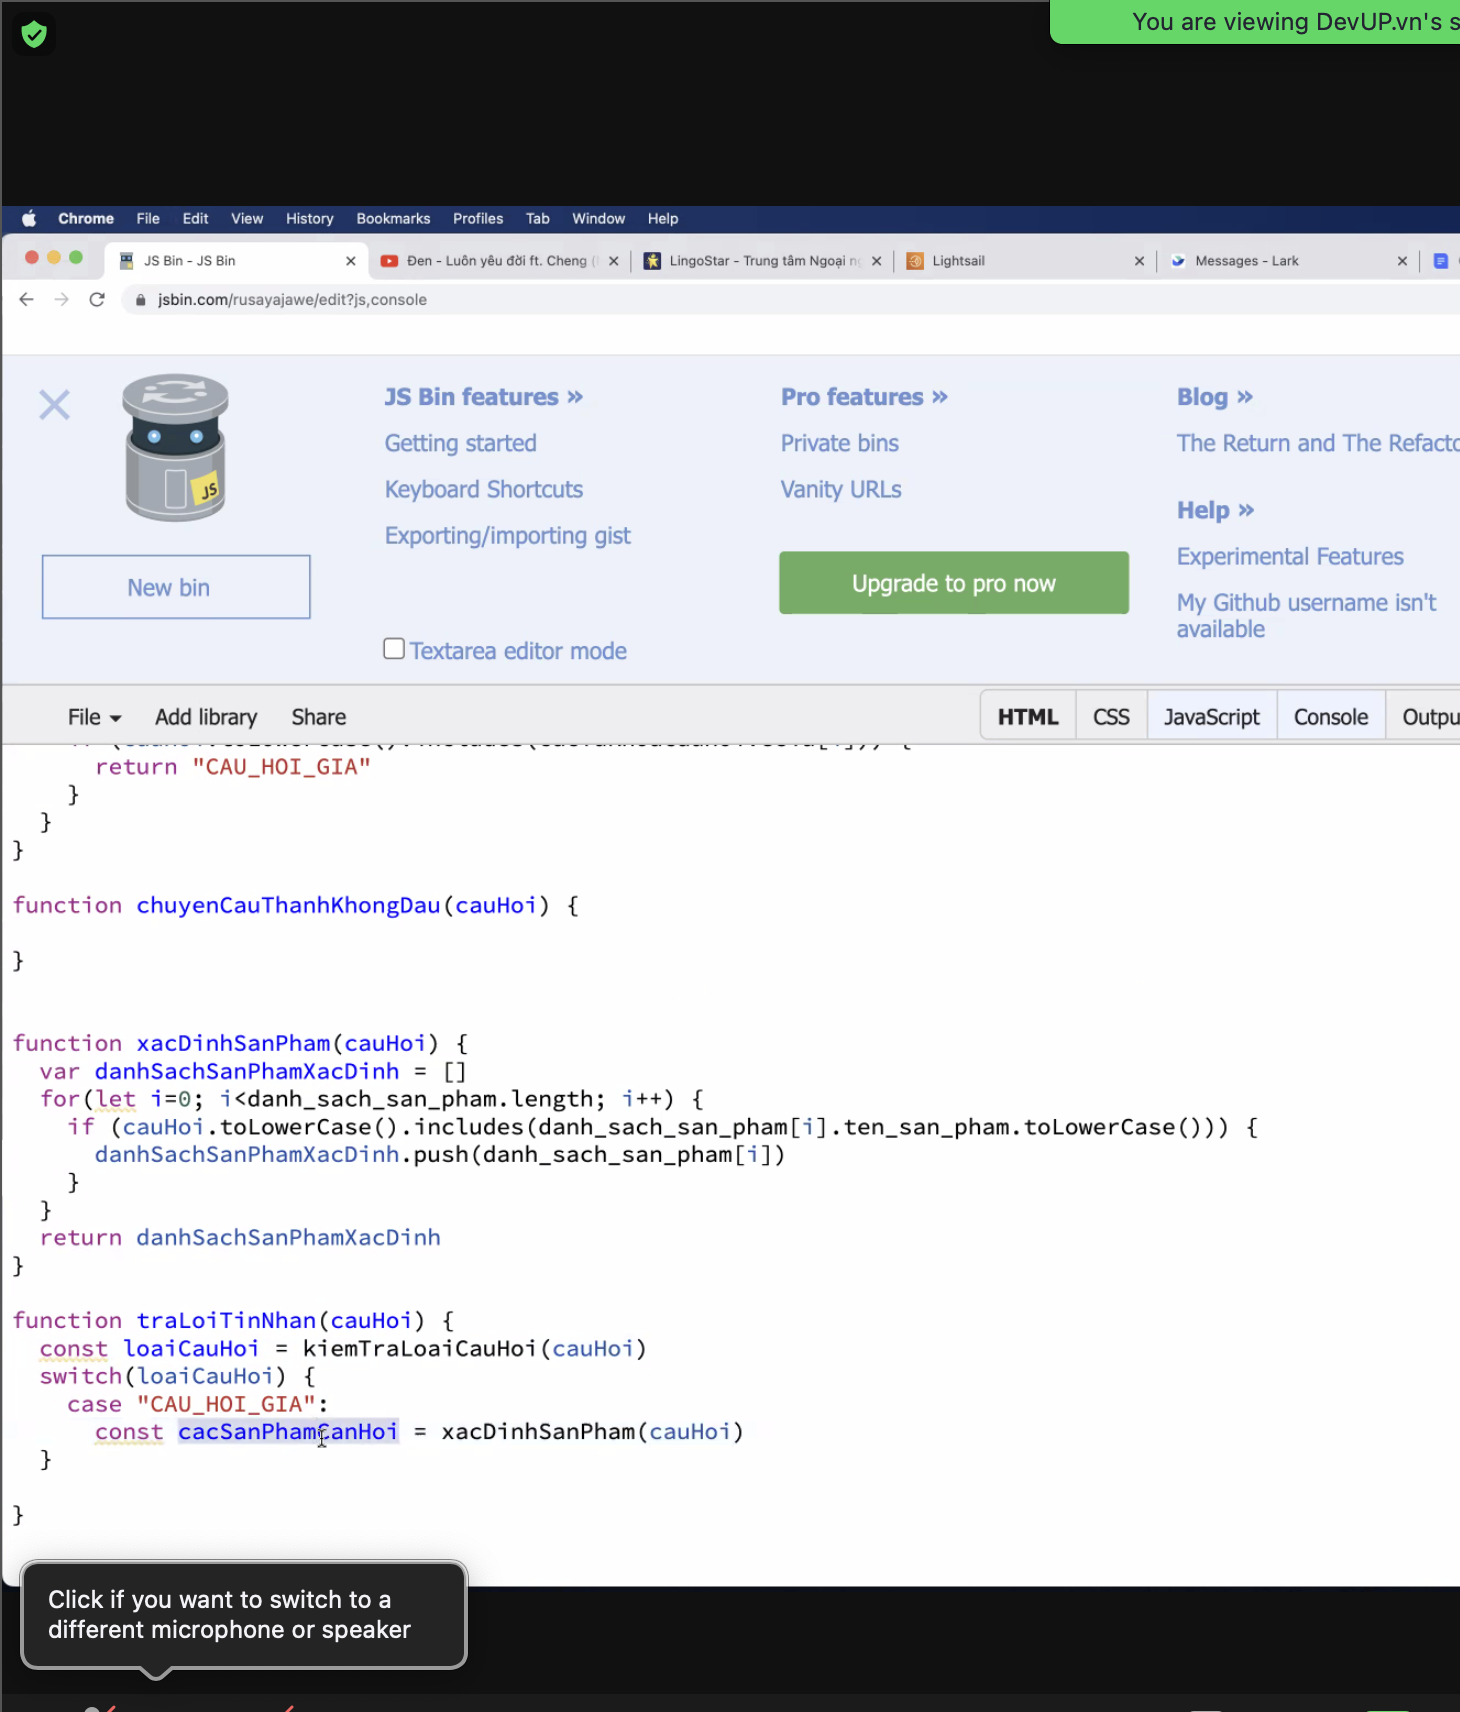 You are viewing DevUP.vn's s
Chrome File Edit View History Bookmarks Profiles Tab Window Help
JS Bin - JS Bin
Đen - Luôn yêu đời ft. Cheng (
LingoStar - Trung tâm Ngoại
Lightsail
Messages - Lark
jsbin.com/rusayajawe/edit?js,console
JS
New bin
JS Bin features »
Getting started
Keyboard Shortcuts
Exporting/importing gist
Textarea editor mode
Pro features »
Private bins
Vanity URLs
Upgrade to pro now
Blog »
The Return and The Refacto
Help »
Experimental Features
My Github username isn't
available
File Add library Share HTML CSS JavaScript Console Outpu
return "CAU_HOI_GIA"
}
}
}
function chuyenCauThanhKhongDau(cauHoi) {
}
function xacDinhSanPham(cauHoi) {
var danhSachSanPhamXacDinh = []
for(let i=0; i<danh_sach_san_pham.length; i++) {
if (cauHoi.toLowerCase().includes(danh_sach_san_pham[i].ten_san_pham.toLowerCase())) {
danhSachSanPhamXacDinh.push(danh_sach_san_pham[i])
}
}
return danhSachSanPhamXacDinh
}
function traLoiTinNhan(cauHoi) {
const loaiCauHoi = kiemTraLoaiCauHoi(cauHoi)
switch(loaiCauHoi) {
case "CAU_HOI_GIA":
const cacSanPhamCanHoi = xacDinhSanPham(cauHoi)
}
}
Click if you want to switch to a
different microphone or speaker